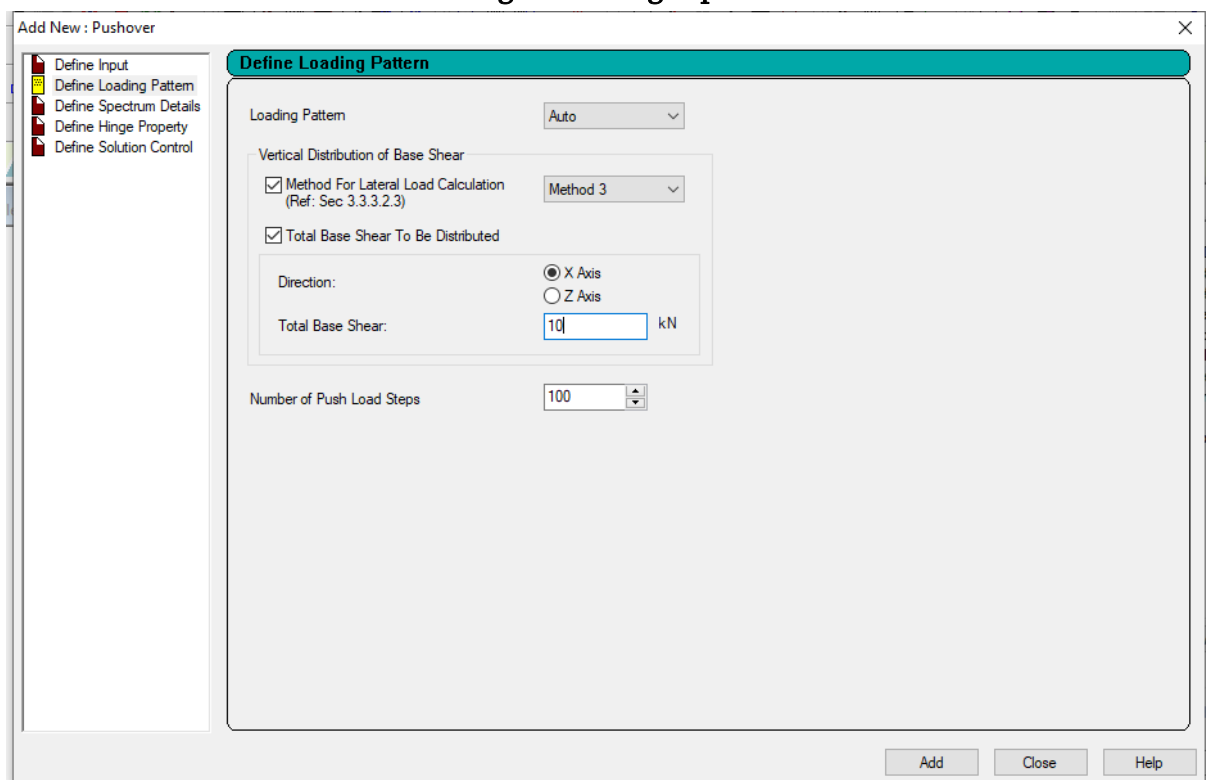 Add New : Pushover
Define Input
Define Loading Pattern
Define Spectrum Details
Define Hinge Property
Define Solution Control
Define Loading Pattern
Loading Pattern Auto
Vertical Distribution of Base Shear
Method For Lateral Load Calculation Method 3
(Ref: Sec 3.3.3.2.3)
Total Base Shear To Be Distributed
Direction: X Axis
Z Axis
Total Base Shear: 10 kN
Number of Push Load Steps 100
Add Close Help